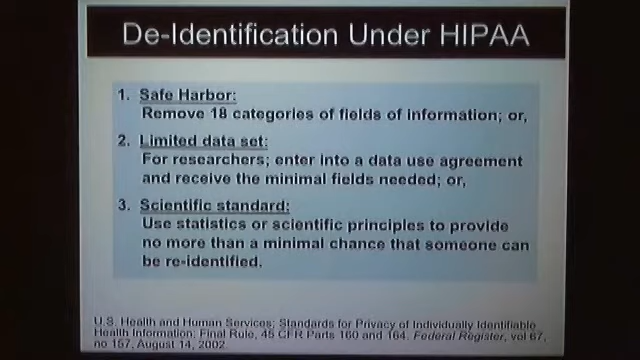 De-Identification Under HIPAA
1. Safe Harbor:
Remove 18 categories of fields of information; or,
2. Limited data set:
For researchers; enter into a data use agreement
and receive the minimal fields needed; or,
3. Scientific standard:
Use statistics or scientific principles to provide
no more than a minimal chance that someone can
be re-identified.
U.S. Health and Human Services; Standards for Privacy of Individually Identifiable
Health Information; Final Rule, 45 CFR Parts 160 and 164. Federal Register, vol 67,
no 157, August 14, 2002.